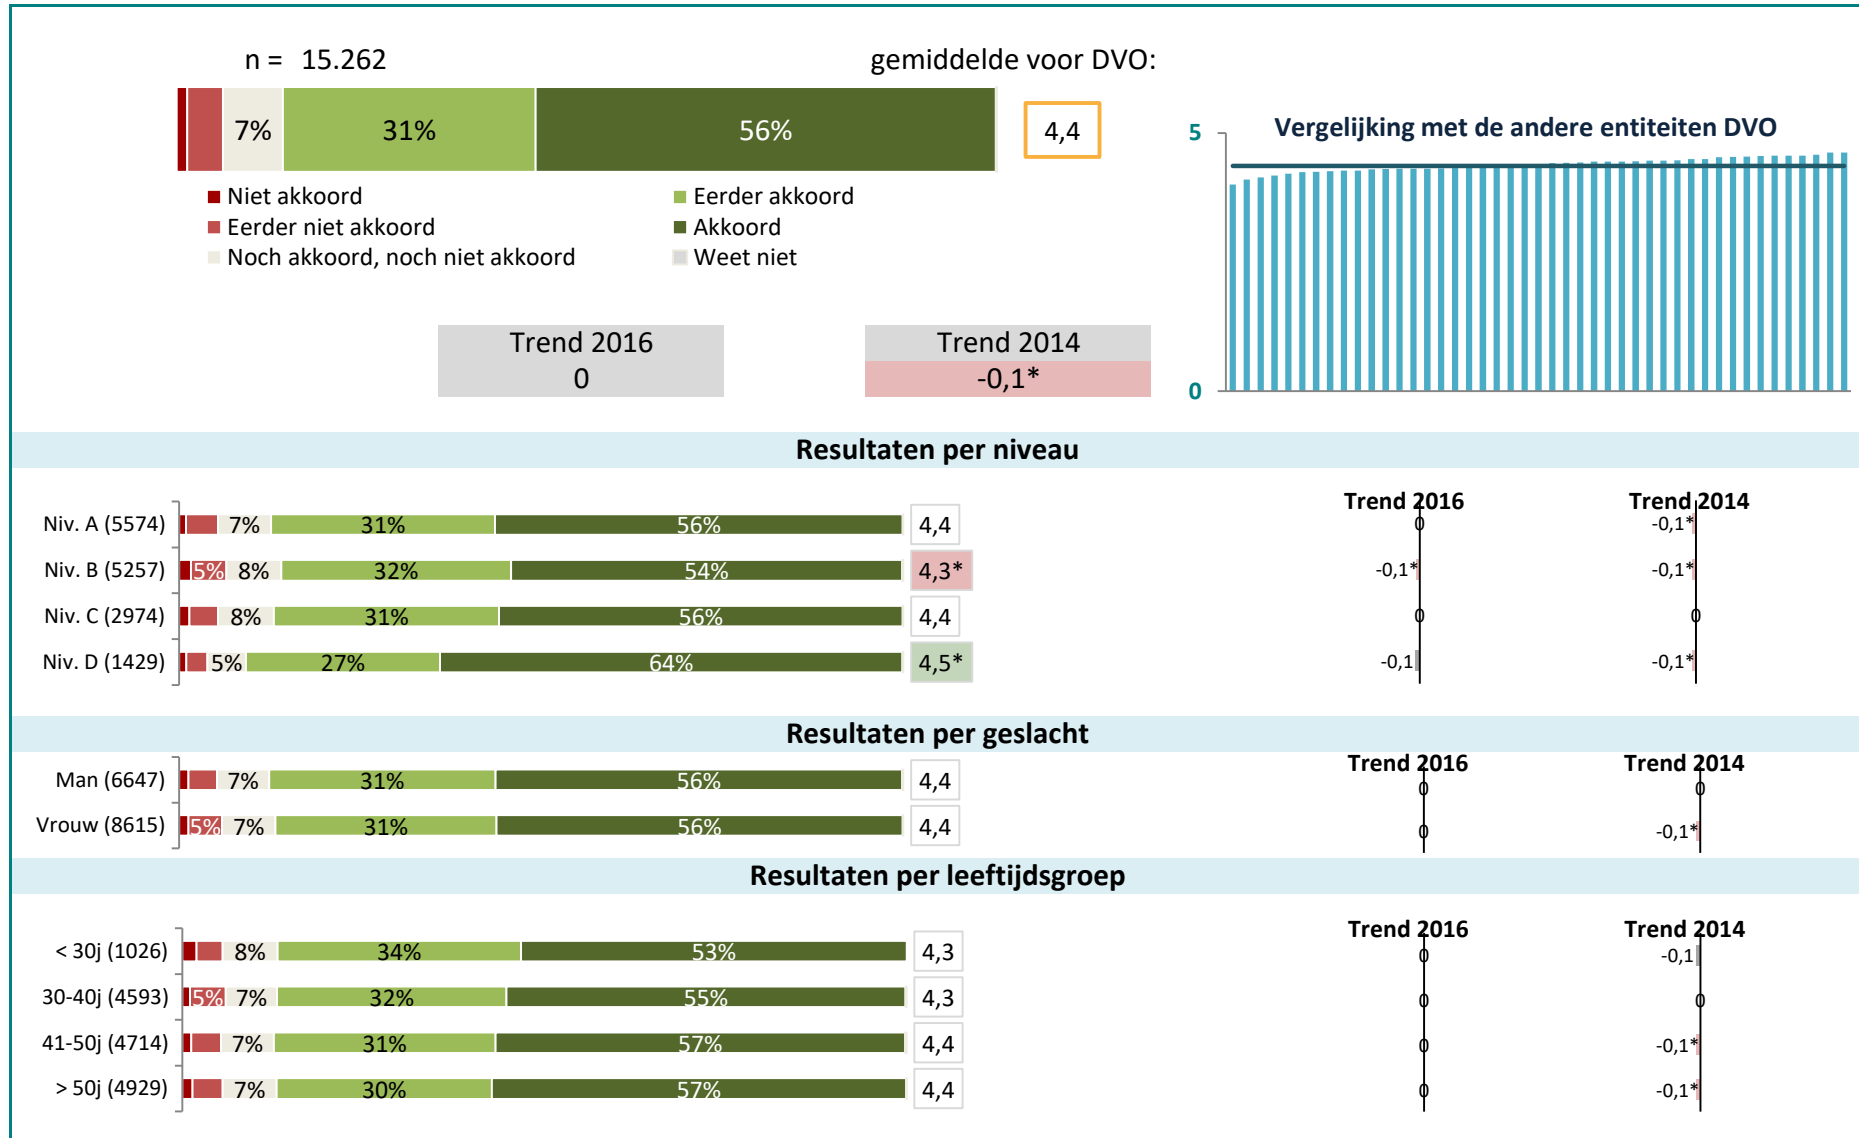 n = 15.262
gemiddelde voor DVO:
7% 31% 56% 4,4
Niet akkoord
Eerder akkoord
Eerder niet akkoord
Akkoord
Noch akkoord, noch niet akkoord
Weet niet
Vergelijking met de andere entiteiten DVO
5
0
Trend 2016
0
Trend 2014
-0,1*
Resultaten per niveau
Trend 2016 Trend 2014
Niv. A (5574) 7% 31% 56% 4,4 0 -0,1*
Niv. B (5257) 5% 8% 32% 54% 4,3* -0,1* -0,1*
Niv. C (2974) 8% 31% 56% 4,4 0 0
Niv. D (1429) 5% 27% 64% 4,5* -0,1 -0,1*
Resultaten per geslacht
Trend 2016 Trend 2014
Man (6647) 7% 31% 56% 4,4 0 0
Vrouw (8615) 5% 7% 31% 56% 4,4 0 -0,1*
Resultaten per leeftijdsgroep
Trend 2016 Trend 2014
< 30j (1026) 8% 34% 53% 4,3 0 -0,1
30-40j (4593) 5% 7% 32% 55% 4,3 0 0
41-50j (4714) 7% 31% 57% 4,4 0 -0,1*
> 50j (4929) 7% 30% 57% 4,4 0 -0,1*